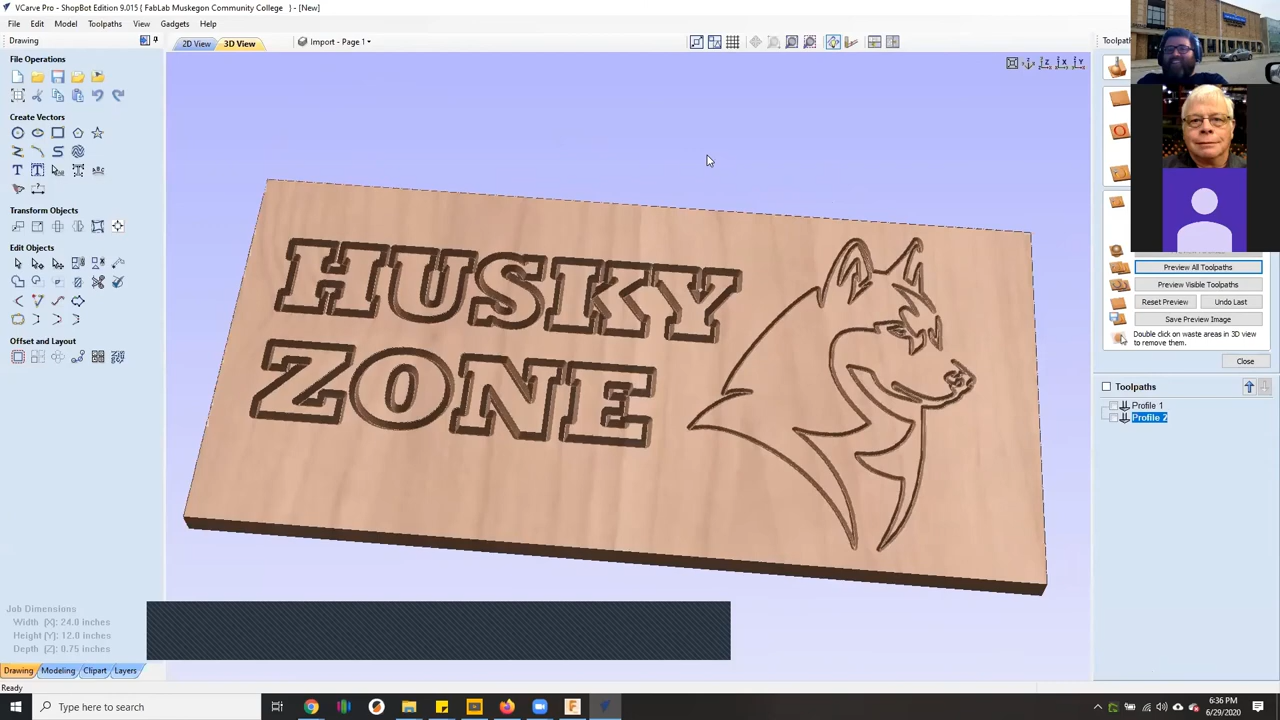 VCarve Pro - ShopBot Edition 9.015 { FabLab Muskegon Community College } - [New]
File Edit Model Toolpaths View Gadgets Help
Drawing
2D View 3D View Import - Page 1
File Operations
Create Vectors
Transform Objects
Edit Objects
Offset and Layout
HUSKY
ZONE
Preview All Toolpaths
Preview Visible Toolpaths
Reset Preview Undo Last
Save Preview Image
Double click on waste areas in 3D view
to remove them.
Close
Toolpaths
Profile 1
Profile 2
Job Dimensions
Width (X): 24.0 inches
Height (Y): 12.0 inches
Depth (Z): 0.75 inches
Drawing Modeling Clipart Layers
Ready
Type here to search
6:36 PM
6/29/2020